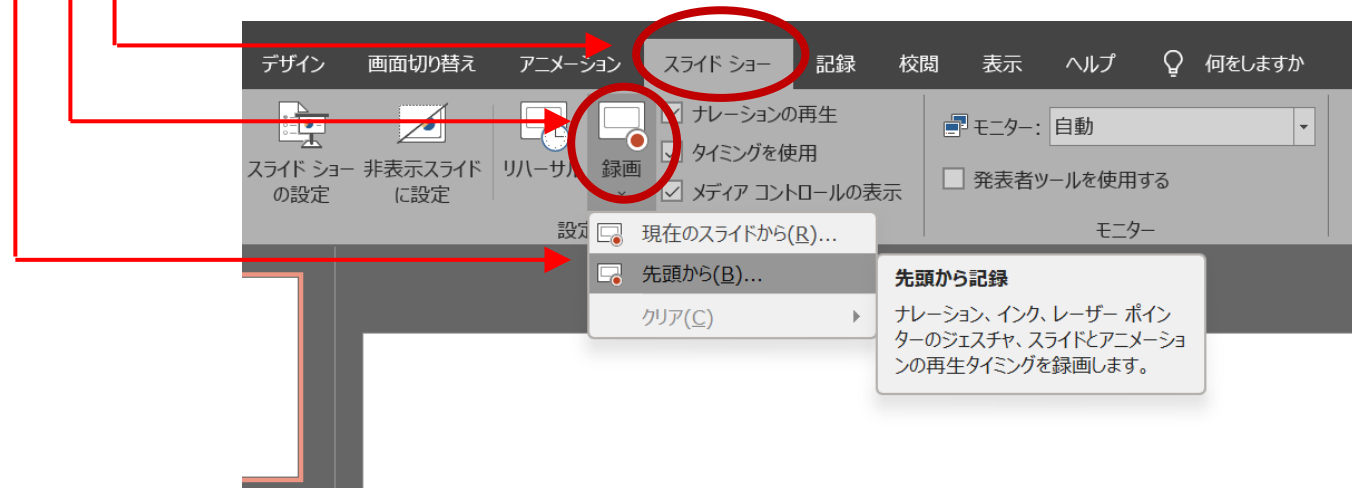 デザイン 画面切り替え アニメーション スライド ショー 記録 校閲 表示 ヘルプ 何をしますか
スライド ショー
の設定
非表示スライド
に設定
リハーサル
録画
ナレーションの再生
タイミングを使用
メディア コントロールの表示
設定
モニター: 自動
発表者ツールを使用する
モニター
現在のスライドから(R)...
先頭から(B)...
クリア(C)
先頭から記録
ナレーション、インク、レーザー ポイン
ターのジェスチャ、スライドとアニメーショ
ンの再生タイミングを録画します。